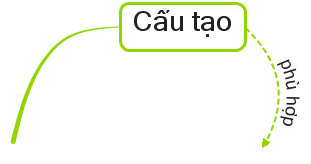 Cấu tạo
phù hợp